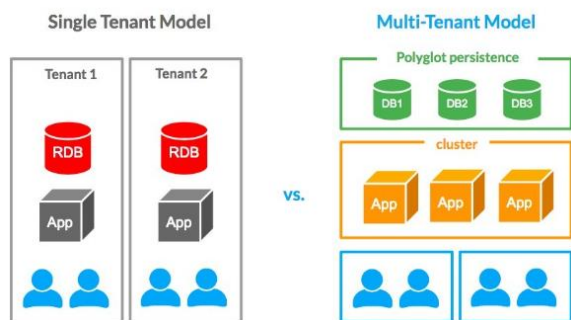 Single Tenant Model
Tenant 1
RDB
App
Tenant 2
RDB
App
vs.
Multi-Tenant Model
Polyglot persistence
DB1 DB2 DB3
cluster
App App App